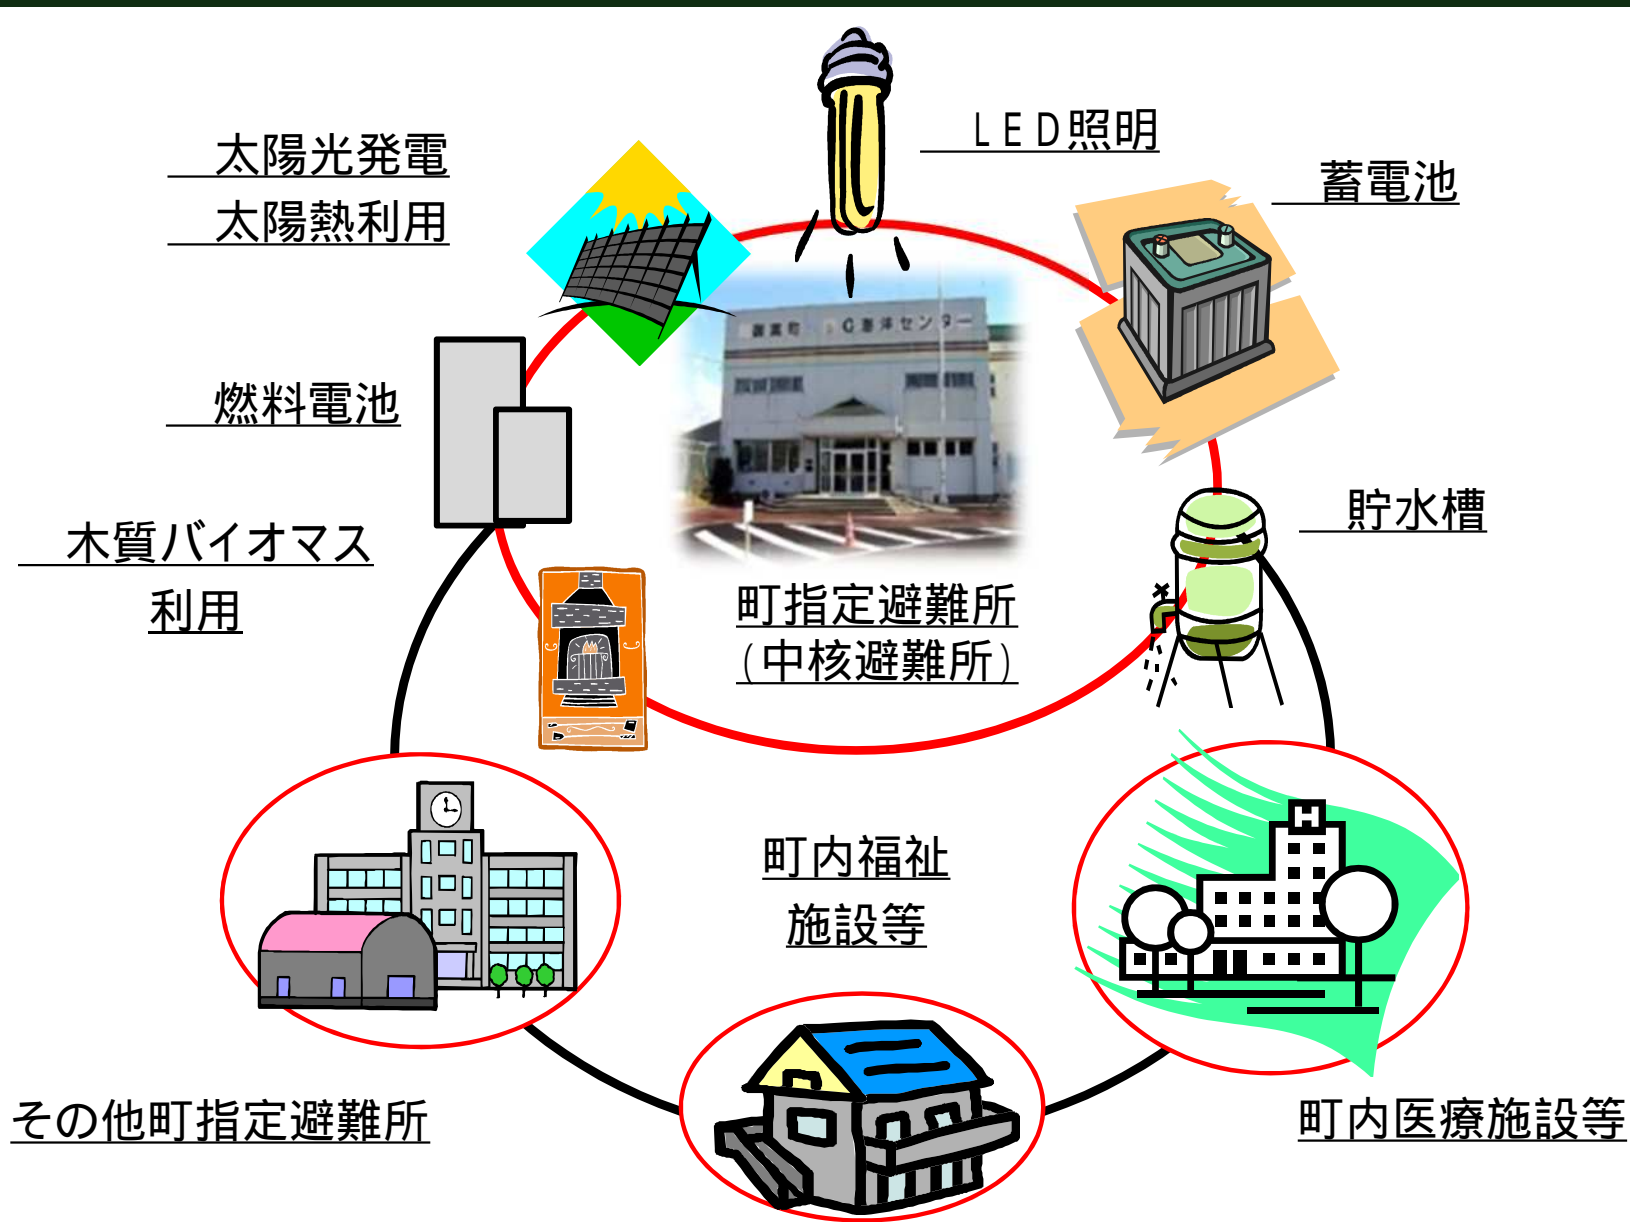 LED照明
太陽光発電
蓄電池
太陽熱利用
燃料電池
貯水槽
木質バイオマス
利用
町指定避難所
(中核避難所)
町内福祉
施設等
その他町指定避難所
町内医療施設等
H